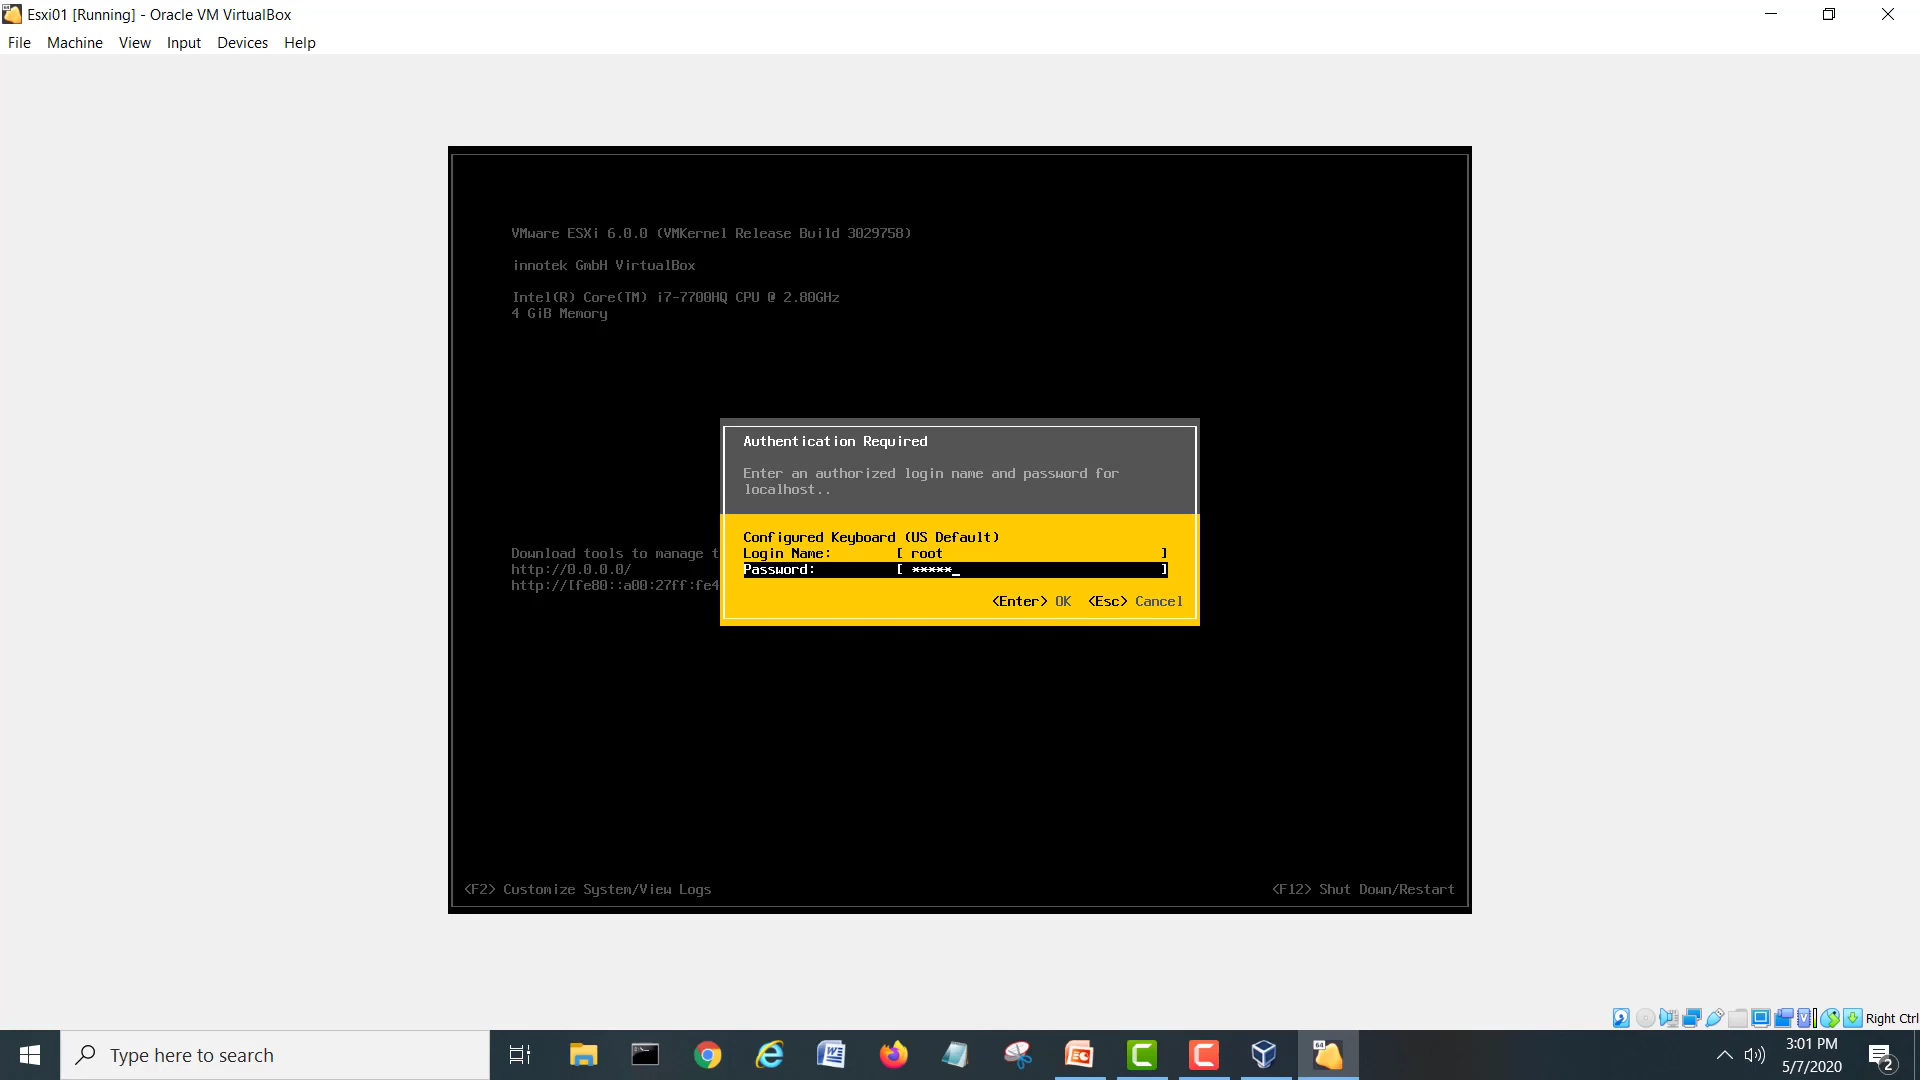 Esxi01 [Running] - Oracle VM VirtualBox
File Machine View Input Devices Help
VMware ESXi 6.0.0 (VMKernel Release Build 3029758)
innotek GmbH VirtualBox
Intel(R) Core(TM) i7-7700HQ CPU @ 2.80GHz
4 GiB Memory
Authentication Required
Enter an authorized login name and password for
localhost..
Configured Keyboard (US Default)
Login Name: [ root ]
Password: [ *****_ ]
<Enter> OK <Esc> Cancel
Download tools to manage t
http://0.0.0.0/
http://[fe80::a00:27ff:fe4
<F2> Customize System/View Logs
<F12> Shut Down/Restart
Right Ctrl
Type here to search
3:01 PM
5/7/2020
2